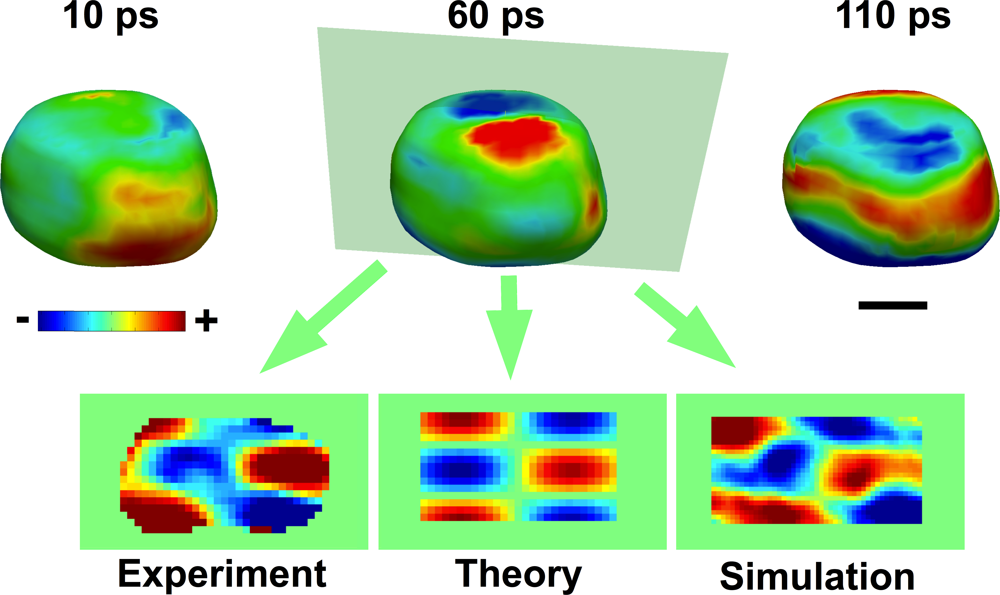 10 ps
60 ps
110 ps
- +
Experiment
Theory
Simulation